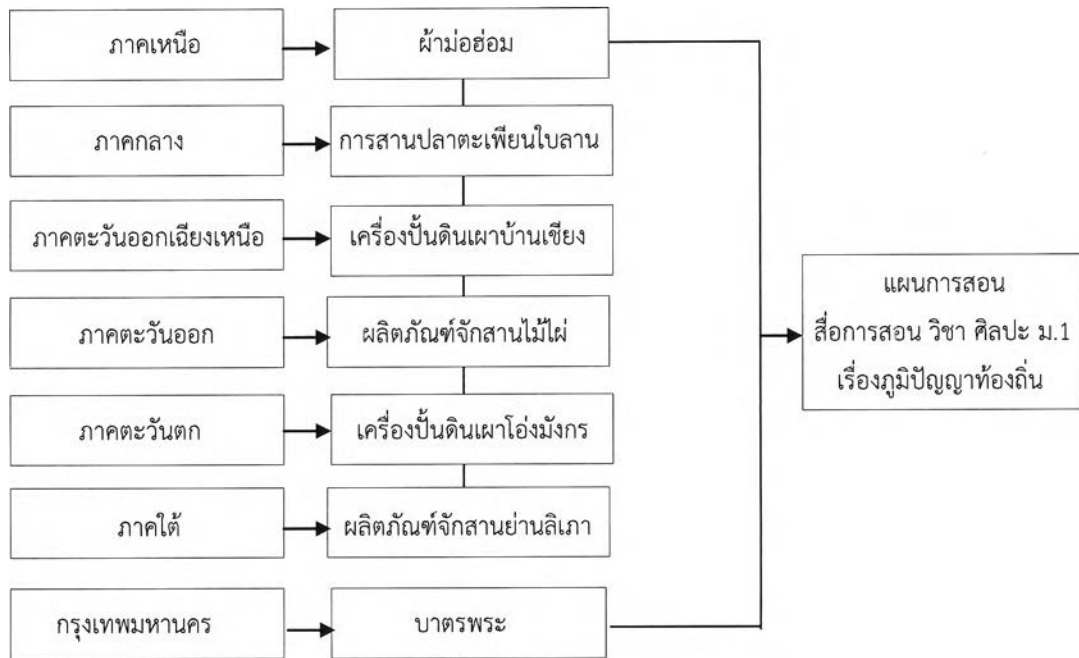 ภาคเหนือ
ผ้าม่อฮ่อม
ภาคกลาง
การสานปลาตะเพียนใบลาน
ภาคตะวันออกเฉียงเหนือ
เครื่องปั้นดินเผาบ้านเชียง
ภาคตะวันออก
ผลิตภัณฑ์จักสานไม้ไผ่
ภาคตะวันตก
เครื่องปั้นดินเผาโอ่งมังกร
ภาคใต้
ผลิตภัณฑ์จักสานย่านลิเภา
กรุงเทพมหานคร
บาตรพระ
แผนการสอน
สื่อการสอน วิชา ศิลปะ ม.1
เรื่องภูมิปัญญาท้องถิ่น